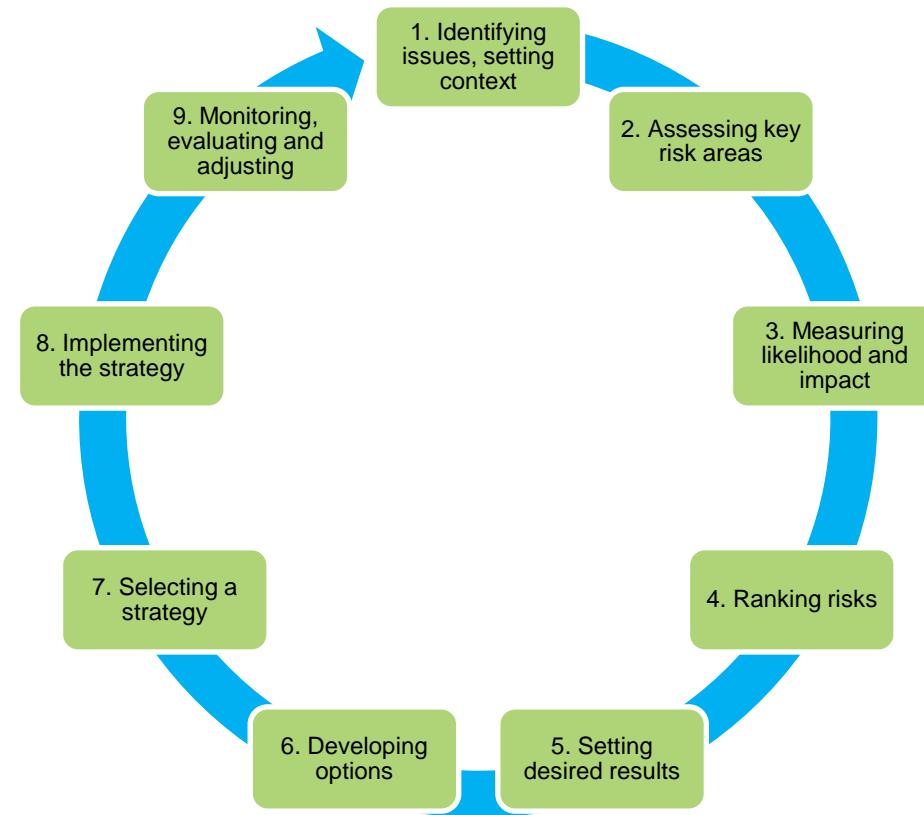 1. Identifying
issues, setting
context
2. Assessing key
risk areas
3. Measuring
likelihood and
impact
4. Ranking risks
5. Setting
desired results
6. Developing
options
7. Selecting a
strategy
8. Implementing
the strategy
9. Monitoring,
evaluating and
adjusting